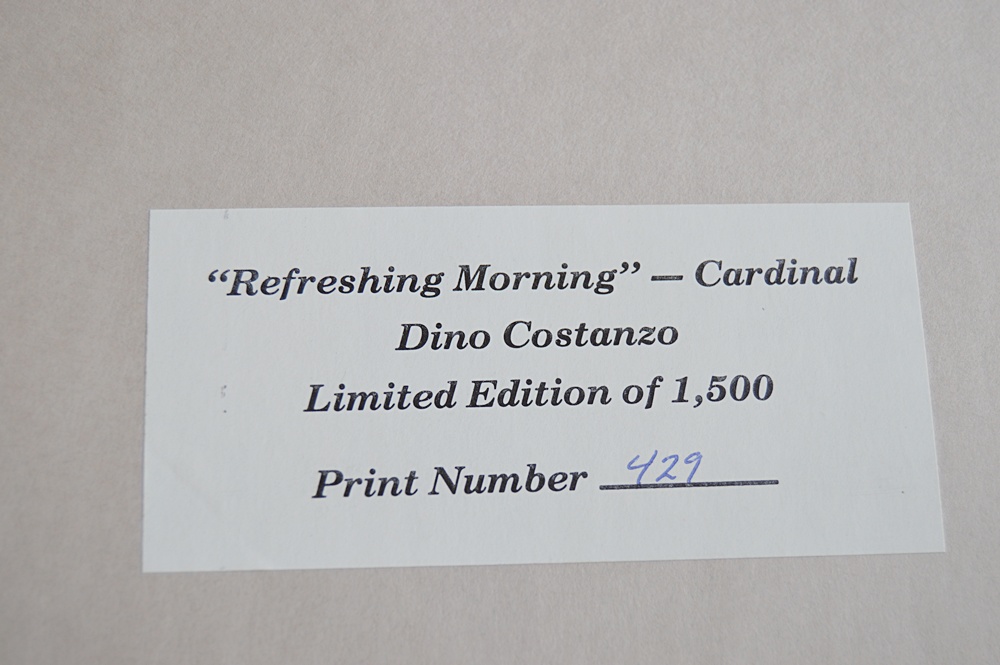 “Refreshing Morning” — Cardinal
Dino Costanzo
Limited Edition of 1,500
Print Number 429